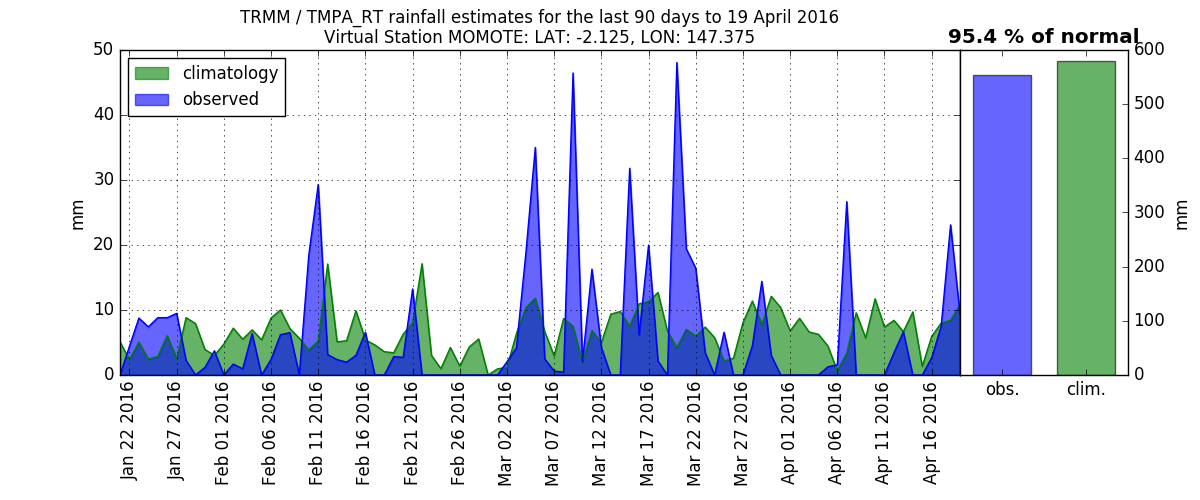 TRMM / TMPA_RT rainfall estimates for the last 90 days to 19 April 2016
Virtual Station MOMOTE: LAT: -2.125, LON: 147.375
95.4 % of normal
climatology
observed
mm
50
40
30
20
10
0
Jan 22 2016
Jan 27 2016
Feb 01 2016
Feb 06 2016
Feb 11 2016
Feb 16 2016
Feb 21 2016
Feb 26 2016
Mar 02 2016
Mar 07 2016
Mar 12 2016
Mar 17 2016
Mar 22 2016
Mar 27 2016
Apr 01 2016
Apr 06 2016
Apr 11 2016
Apr 16 2016
obs.
clim.
600
500
400
300
200
100
0
mm